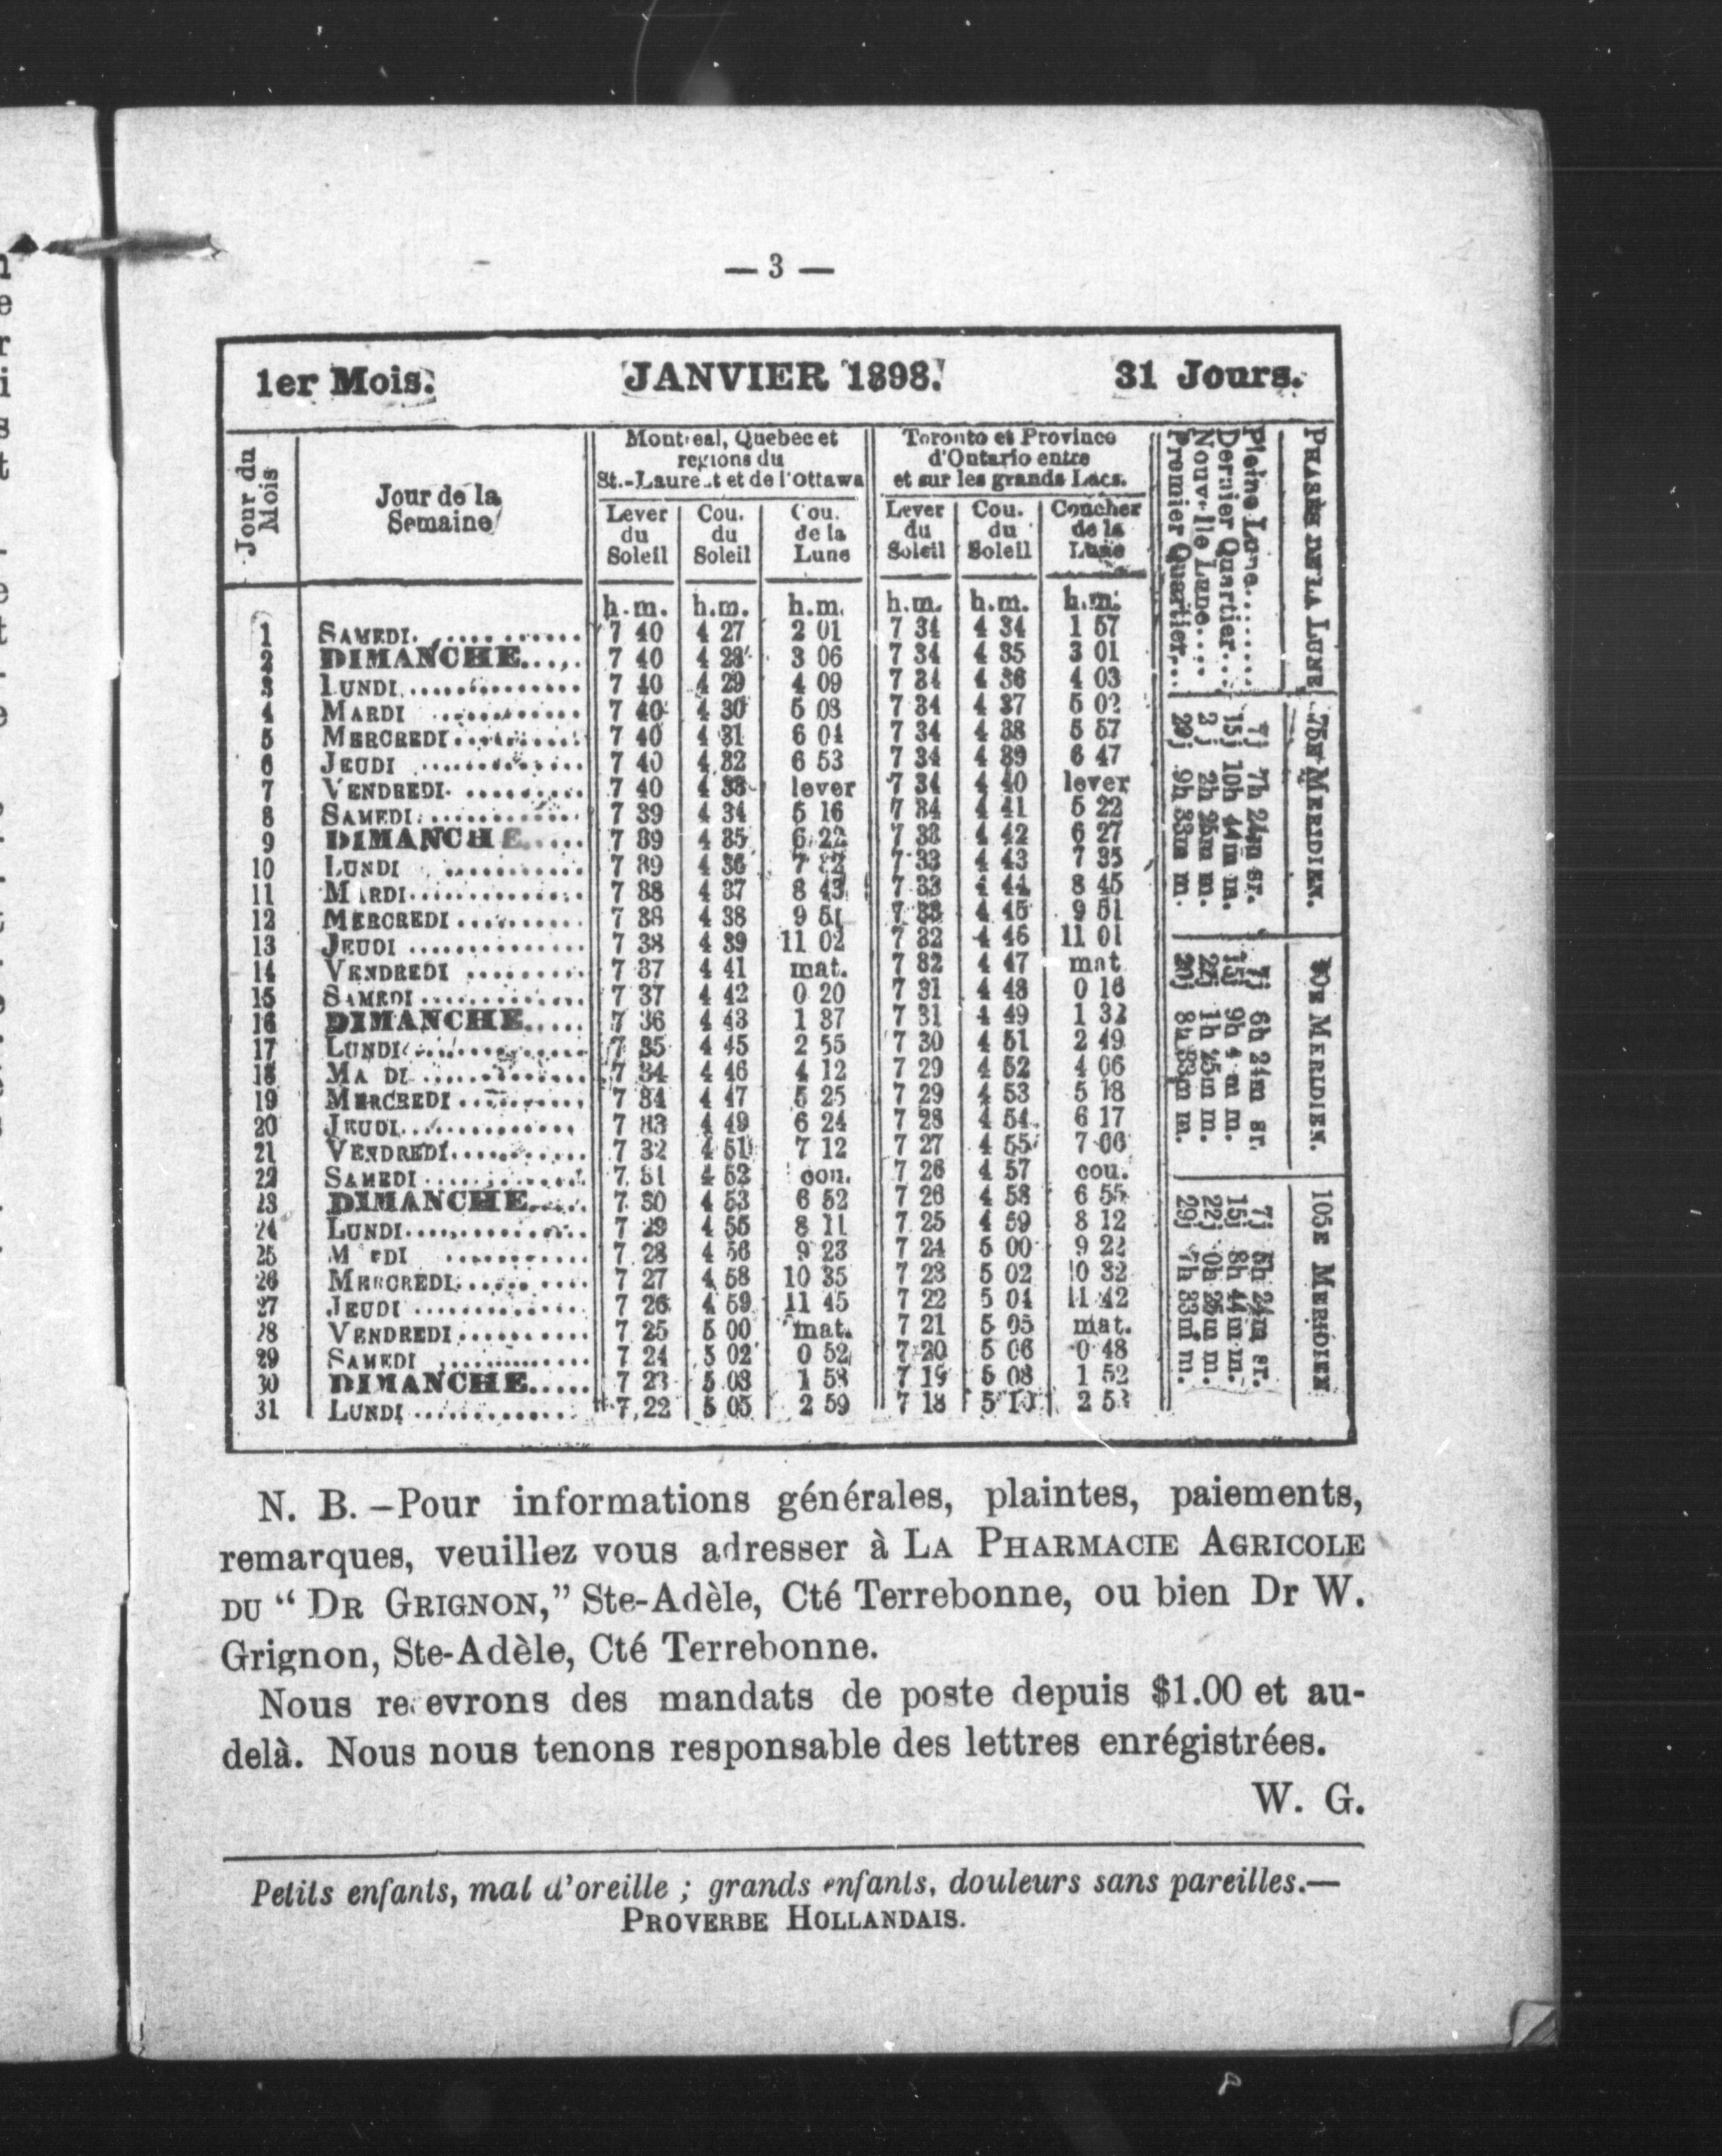 — 3 —
1er Mois. JANVIER 1898. 31 Jours.
Jour du Mois
Jour de la Semaine
Montreal, Quebec et regions du St.-Laurent et de l'Ottawa
Toronto et Province d'Ontario entre et sur les grands Lacs.
Lever du Soleil Cou. du Soleil Cou. de la Lune Lever du Soleil Cou. du Soleil Coucher de la Lune
h.m. h.m. h.m. h.m. h.m. h.m.
1 SAMEDI 7 40 4 27 2 01 7 34 4 34 1 57
2 DIMANCHE 7 40 4 28 3 06 7 34 4 35 3 01
3 LUNDI 7 40 4 29 4 09 7 34 4 36 4 03
4 MARDI 7 40 4 30 5 08 7 34 4 37 5 02
5 MERCREDI 7 40 4 31 6 04 7 34 4 38 5 57
6 JEUDI 7 40 4 32 6 53 7 34 4 39 6 47
7 VENDREDI 7 40 4 33 lever 7 34 4 40 lever
8 SAMEDI 7 39 4 34 5 16 7 34 4 41 5 22
9 DIMANCHE 7 39 4 35 6 22 7 33 4 42 6 27
10 LUNDI 7 39 4 36 7 32 7 33 4 43 7 35
11 MARDI 7 38 4 37 8 43 7 33 4 44 8 45
12 MERCREDI 7 38 4 38 9 51 7 33 4 45 9 51
13 JEUDI 7 38 4 39 11 02 7 32 4 46 11 01
14 VENDREDI 7 37 4 41 mat. 7 32 4 47 mat
15 SAMEDI 7 37 4 42 0 20 7 31 4 48 0 16
16 DIMANCHE 7 36 4 43 1 37 7 31 4 49 1 32
17 LUNDI 7 35 4 45 2 55 7 30 4 51 2 49
18 MA DI 7 34 4 46 4 12 7 29 4 52 4 06
19 MERCREDI 7 34 4 47 5 25 7 29 4 53 5 18
20 JEUDI 7 33 4 49 6 24 7 28 4 54 6 17
21 VENDREDI 7 32 4 51 7 12 7 27 4 55 7 06
22 SAMEDI 7 31 4 52 cou. 7 26 4 57 cou.
23 DIMANCHE 7 30 4 53 6 52 7 26 4 58 6 55
24 LUNDI 7 29 4 55 8 11 7 25 4 59 8 12
25 M DI 7 28 4 56 9 23 7 24 5 00 9 22
26 MERCREDI 7 27 4 58 10 35 7 23 5 02 10 32
27 JEUDI 7 26 4 59 11 45 7 22 5 04 11 42
28 VENDREDI 7 25 5 00 mat. 7 21 5 05 mat.
29 SAMEDI 7 24 5 02 0 52 7 20 5 06 0 48
30 DIMANCHE 7 23 5 03 1 58 7 19 5 08 1 52
31 LUNDI 7 22 5 05 2 59 7 18 5 10 2 53
PHASES DE LA LUNE 75E MERIDIEN. 90E MERIDIEN. 105E MERIDIEN
Pleine Lune 7j 7h 24m sr. 7j 6h 24m sr. 7j 5h 24m sr.
Dernier Quartier 15j 10h 44m m. 15j 9h 4 m m. 15j 8h 44m m.
Nouvelle Lune 2h 25m m. 22j 1h 25m m. 22j 0h 25m m.
Premier Quartier 29j 9h 33m m. 8h 33m m. 29j 7h 33m m.
N. B.—Pour informations générales, plaintes, paiements,
remarques, veuillez vous adresser à LA PHARMACIE AGRICOLE
DU “ DR GRIGNON,” Ste-Adèle, Cté Terrebonne, ou bien Dr W.
Grignon, Ste-Adèle, Cté Terrebonne.
Nous recevrons des mandats de poste depuis $1.00 et au-
delà. Nous nous tenons responsable des lettres enrégistrées.
W. G.
Petits enfants, mal d'oreille ; grands enfants, douleurs sans pareilles.—
PROVERBE HOLLANDAIS.